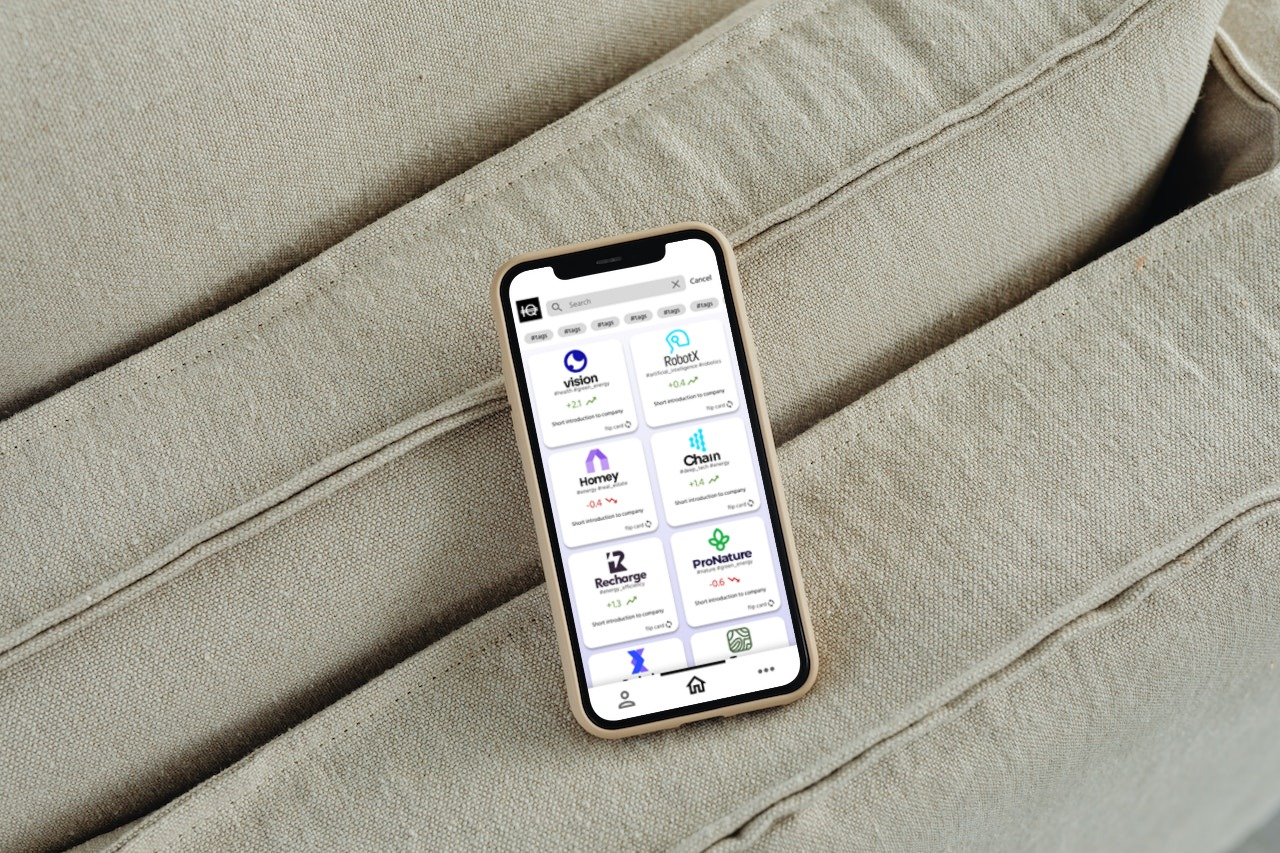 IQ
Search
Cancel
#tags #tags #tags #tags #tags #tags
vision
#health #green_energy
+2.1
Short introduction to company
flip card
RobotX
#artificial_intelligence #robotics
+0.4
Short introduction to company
flip card
Homey
#energy #real_estate
-0.4
Short introduction to company
flip card
Chain
#deep_tech #energy
+1.4
Short introduction to company
flip card
Recharge
#energy_efficiency
+1.3
Short introduction to company
flip card
ProNature
#nature #green_energy
-0.6
Short introduction to company
flip card